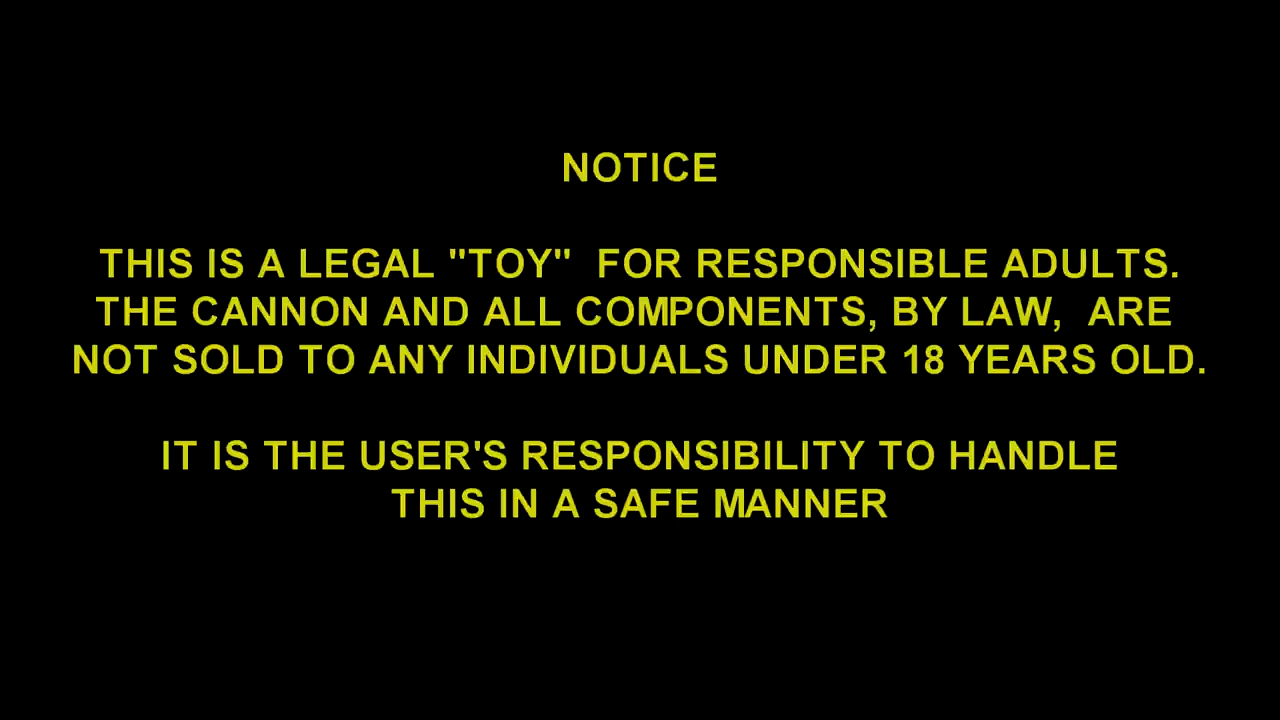 NOTICE
THIS IS A LEGAL "TOY"  FOR RESPONSIBLE ADULTS.
THE CANNON AND ALL COMPONENTS, BY LAW,  ARE
NOT SOLD TO ANY INDIVIDUALS UNDER 18 YEARS OLD.
IT IS THE USER'S RESPONSIBILITY TO HANDLE
THIS IN A SAFE MANNER